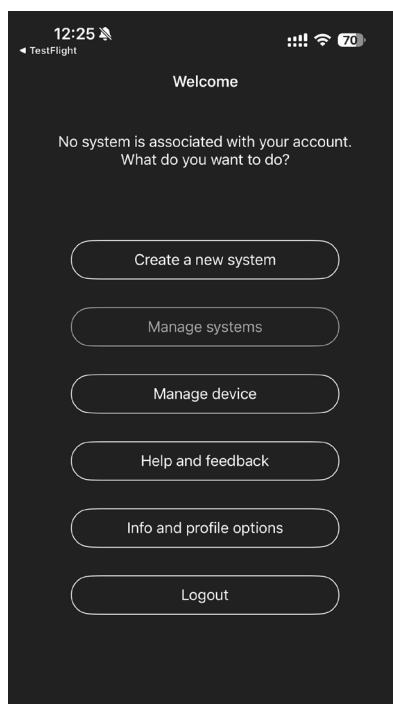 12:25
◀ TestFlight
70
Welcome
No system is associated with your account.
What do you want to do?
Create a new system
Manage systems
Manage device
Help and feedback
Info and profile options
Logout